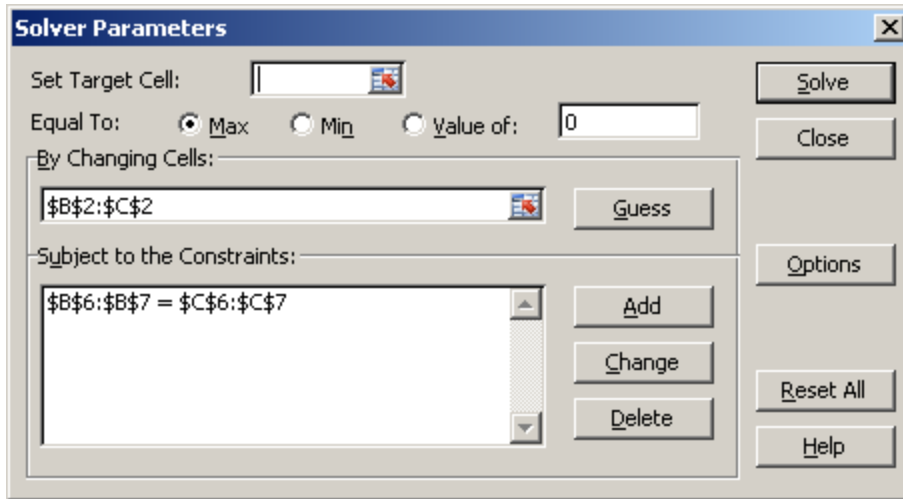 Solver Parameters
Set Target Cell:
Solve
Equal To: Max Min Value of: 0
Close
By Changing Cells:
$B$2:$C$2
Guess
Subject to the Constraints:
Options
$B$6:$B$7 = $C$6:$C$7
Add
Change
Reset All
Delete
Help